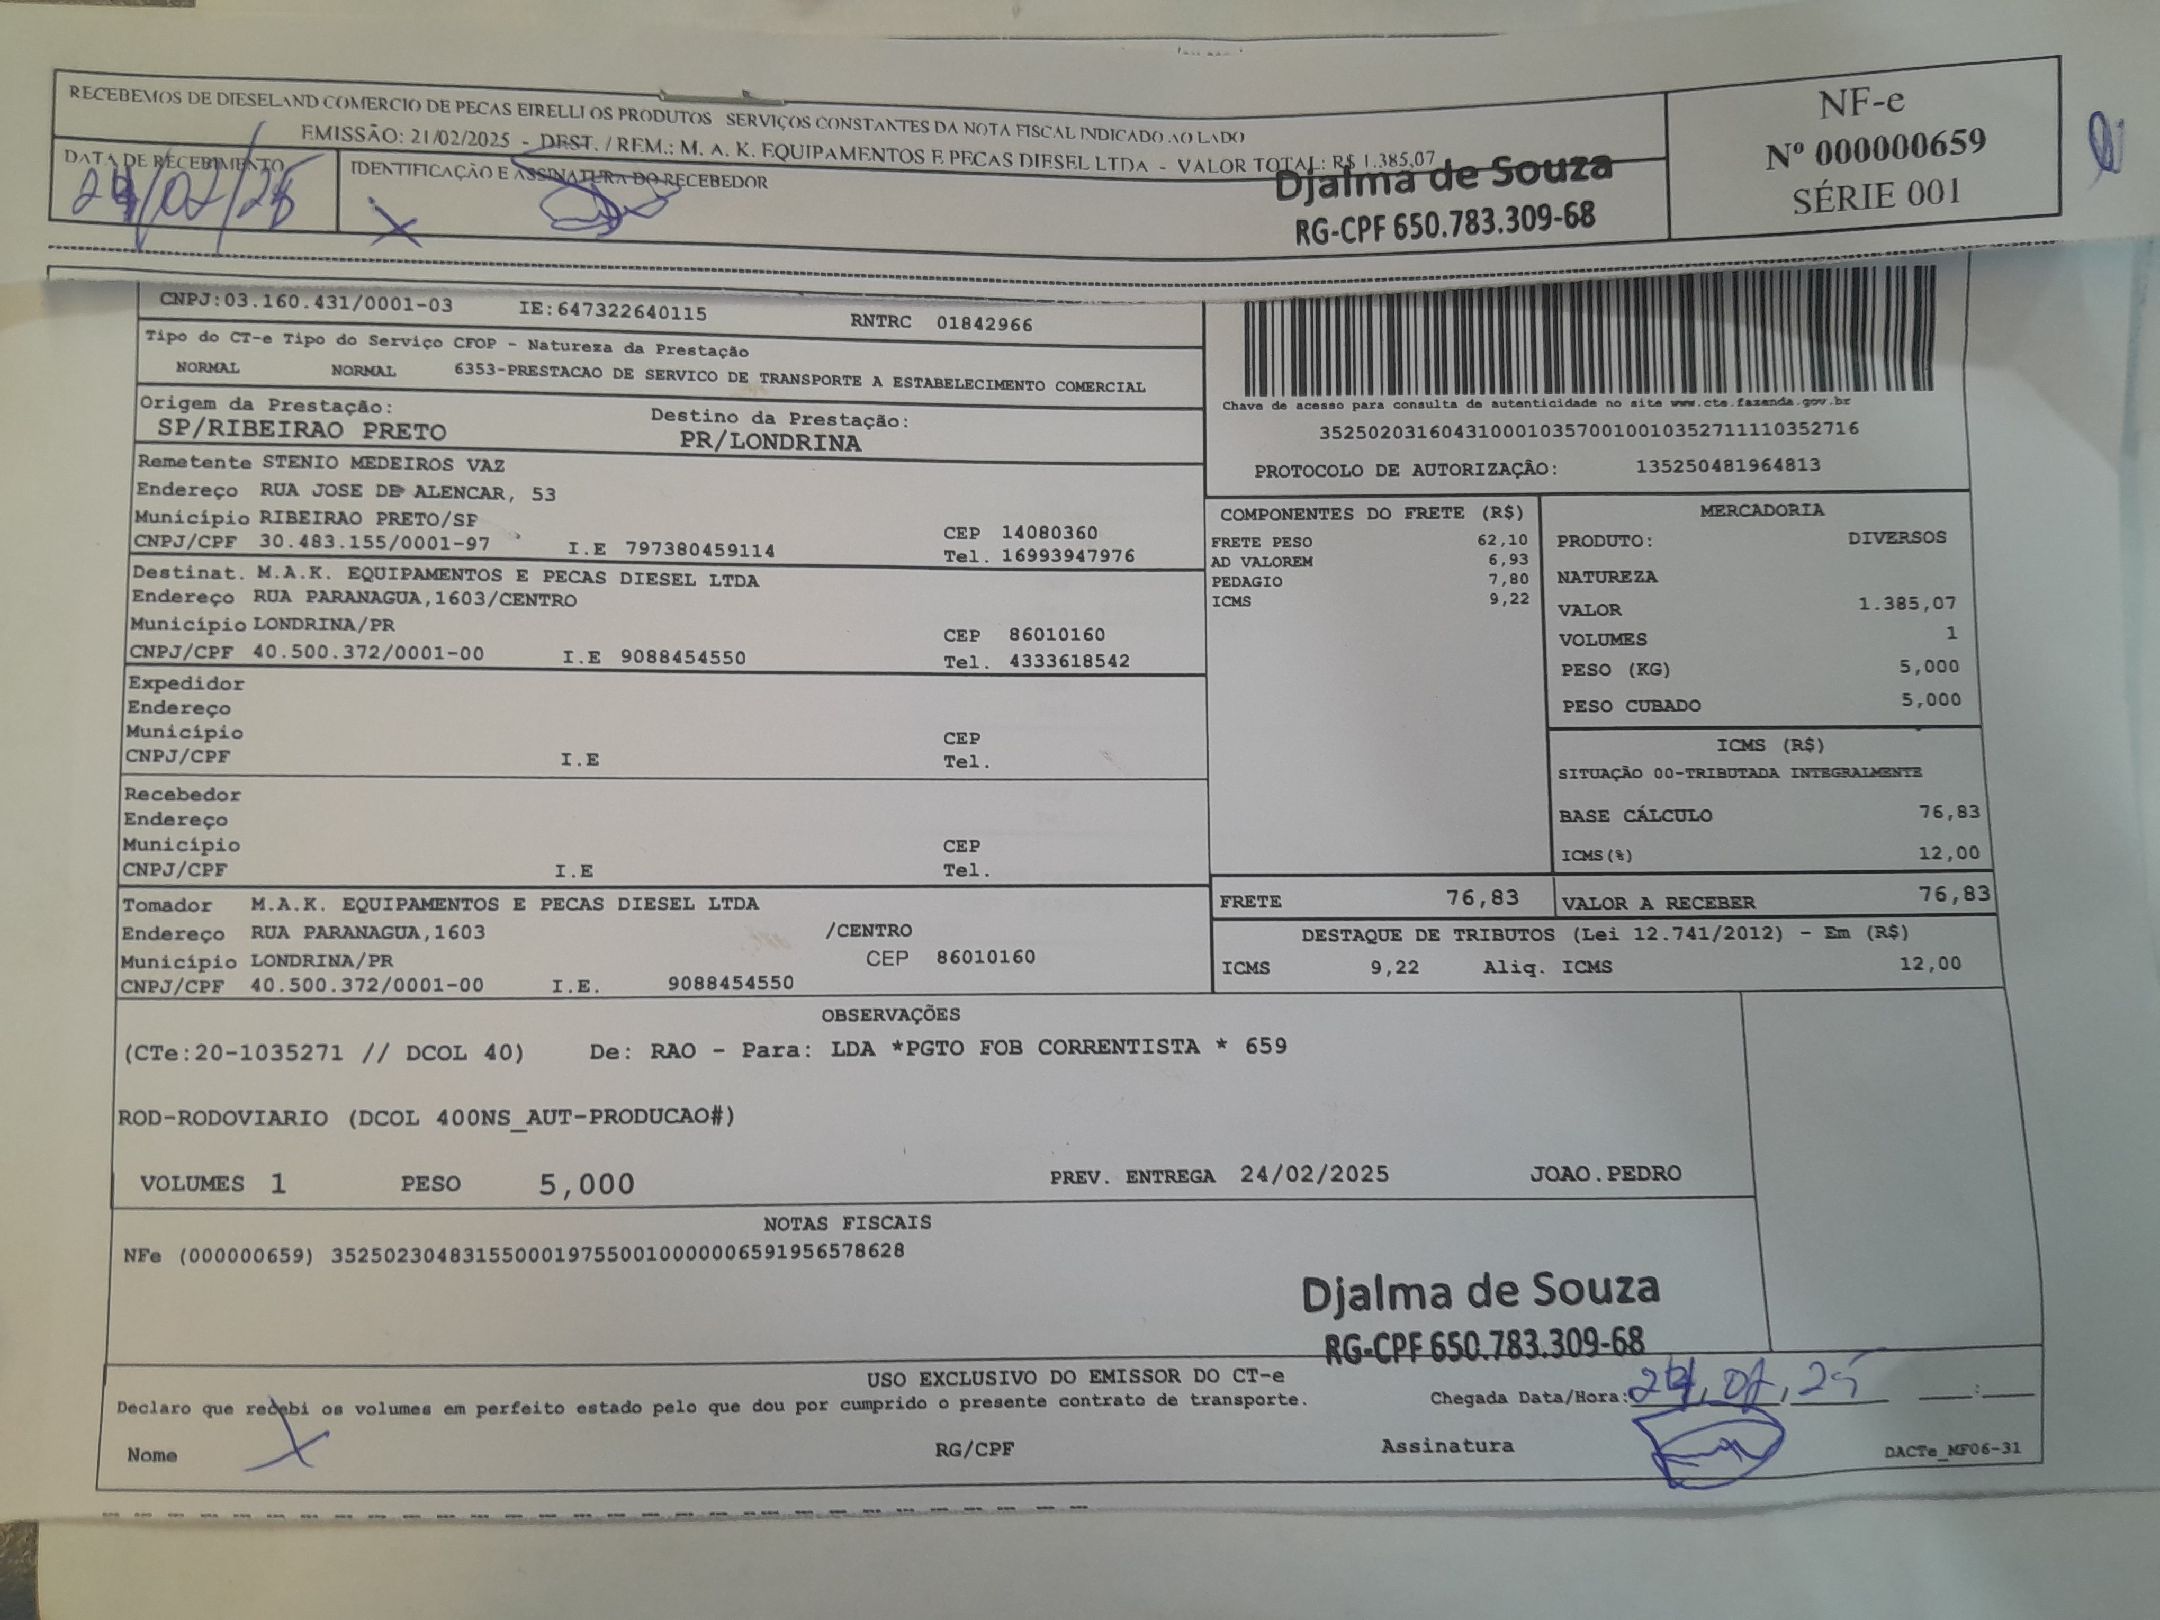 RECEBEMOS DE DIESELAND COMERCIO DE PECAS EIRELLI OS PRODUTOS SERVIÇOS CONSTANTES DA NOTA FISCAL INDICADO AO LADO
EMISSÃO: 21/02/2025 - DEST. / REM.: M. A. K. EQUIPAMENTOS E PECAS DIESEL LTDA - VALOR TOTAL: R$ 1.385,07
NF-e
Nº 000000659
SÉRIE 001
DATA DE RECEBIMENTO
24/02/25
IDENTIFICAÇÃO E ASSINATURA DO RECEBEDOR
X
Djalma de Souza
RG-CPF 650.783.309-68
CNPJ:03.160.431/0001-03 IE:647322640115 RNTRC 01842966
Tipo do CT-e Tipo do Serviço CFOP - Natureza da Prestação
NORMAL NORMAL 6353-PRESTACAO DE SERVICO DE TRANSPORTE A ESTABELECIMENTO COMERCIAL
Origem da Prestação: Destino da Prestação:
SP/RIBEIRAO PRETO PR/LONDRINA
Chave de acesso para consulta de autenticidade no site www.cte.fazenda.gov.br
35250203160431000103570010010352711110352716
PROTOCOLO DE AUTORIZAÇÃO: 135250481964813
Remetente STENIO MEDEIROS VAZ
Endereço RUA JOSE DE ALENCAR, 53
Município RIBEIRAO PRETO/SP CEP 14080360
CNPJ/CPF 30.483.155/0001-97 I.E 797380459114 Tel. 16993947976
Destinat. M.A.K. EQUIPAMENTOS E PECAS DIESEL LTDA
Endereço RUA PARANAGUA,1603/CENTRO
Município LONDRINA/PR CEP 86010160
CNPJ/CPF 40.500.372/0001-00 I.E 9088454550 Tel. 4333618542
Expedidor
Endereço
Município CEP
CNPJ/CPF I.E Tel.
Recebedor
Endereço
Município CEP
CNPJ/CPF I.E Tel.
Tomador M.A.K. EQUIPAMENTOS E PECAS DIESEL LTDA
Endereço RUA PARANAGUA,1603 /CENTRO
Município LONDRINA/PR CEP 86010160
CNPJ/CPF 40.500.372/0001-00 I.E. 9088454550
COMPONENTES DO FRETE (R$)
FRETE PESO 62,10
AD VALOREM 6,93
PEDAGIO 7,80
ICMS 9,22
MERCADORIA
PRODUTO: DIVERSOS
NATUREZA
VALOR 1.385,07
VOLUMES 1
PESO (KG) 5,000
PESO CUBADO 5,000
ICMS (R$)
SITUAÇÃO 00-TRIBUTADA INTEGRALMENTE
BASE CÁLCULO 76,83
ICMS(%) 12,00
FRETE 76,83 VALOR A RECEBER 76,83
DESTAQUE DE TRIBUTOS (Lei 12.741/2012) - Em (R$)
ICMS 9,22 Aliq. ICMS 12,00
OBSERVAÇÕES
(CTe:20-1035271 // DCOL 40) De: RAO - Para: LDA *PGTO FOB CORRENTISTA * 659
ROD-RODOVIARIO (DCOL 400NS_AUT-PRODUCAO#)
VOLUMES 1 PESO 5,000 PREV. ENTREGA 24/02/2025 JOAO.PEDRO
NOTAS FISCAIS
NFe (000000659) 35250230483155000197550010000006591956578628
Djalma de Souza
RG-CPF 650.783.309-68
USO EXCLUSIVO DO EMISSOR DO CT-e
Declaro que recebi os volumes em perfeito estado pelo que dou por cumprido o presente contrato de transporte. Chegada Data/Hora: 24,02,25 __:__
Nome X RG/CPF Assinatura DACTe_MF06-31